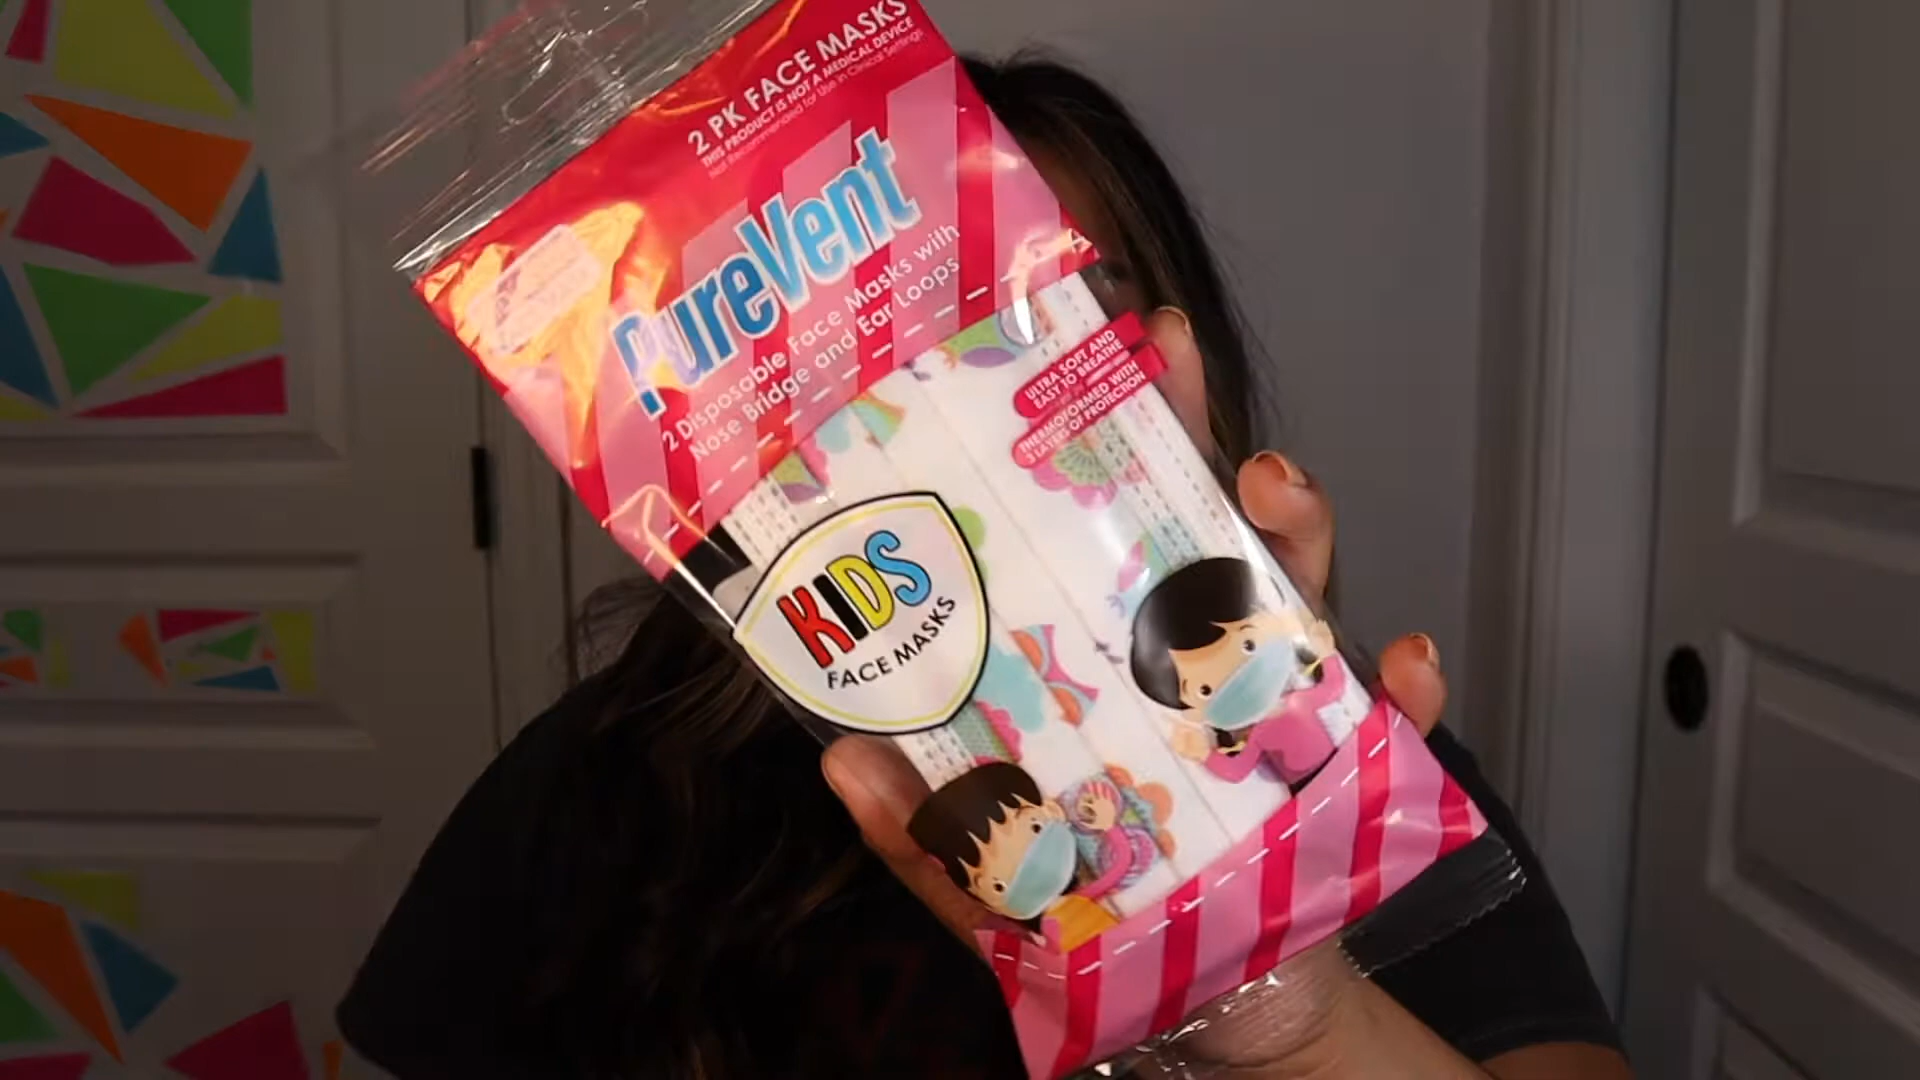 2 PK FACE MASKS
THIS PRODUCT IS NOT A MEDICAL DEVICE
Not Recommended for Use in Clinical Settings
PureVent
2 Disposable Face Masks with
Nose Bridge and Ear Loops
ULTRA SOFT AND
EASY TO BREATHE
THERMOFORMED WITH
3 LAYERS OF PROTECTION
KIDS
FACE MASKS